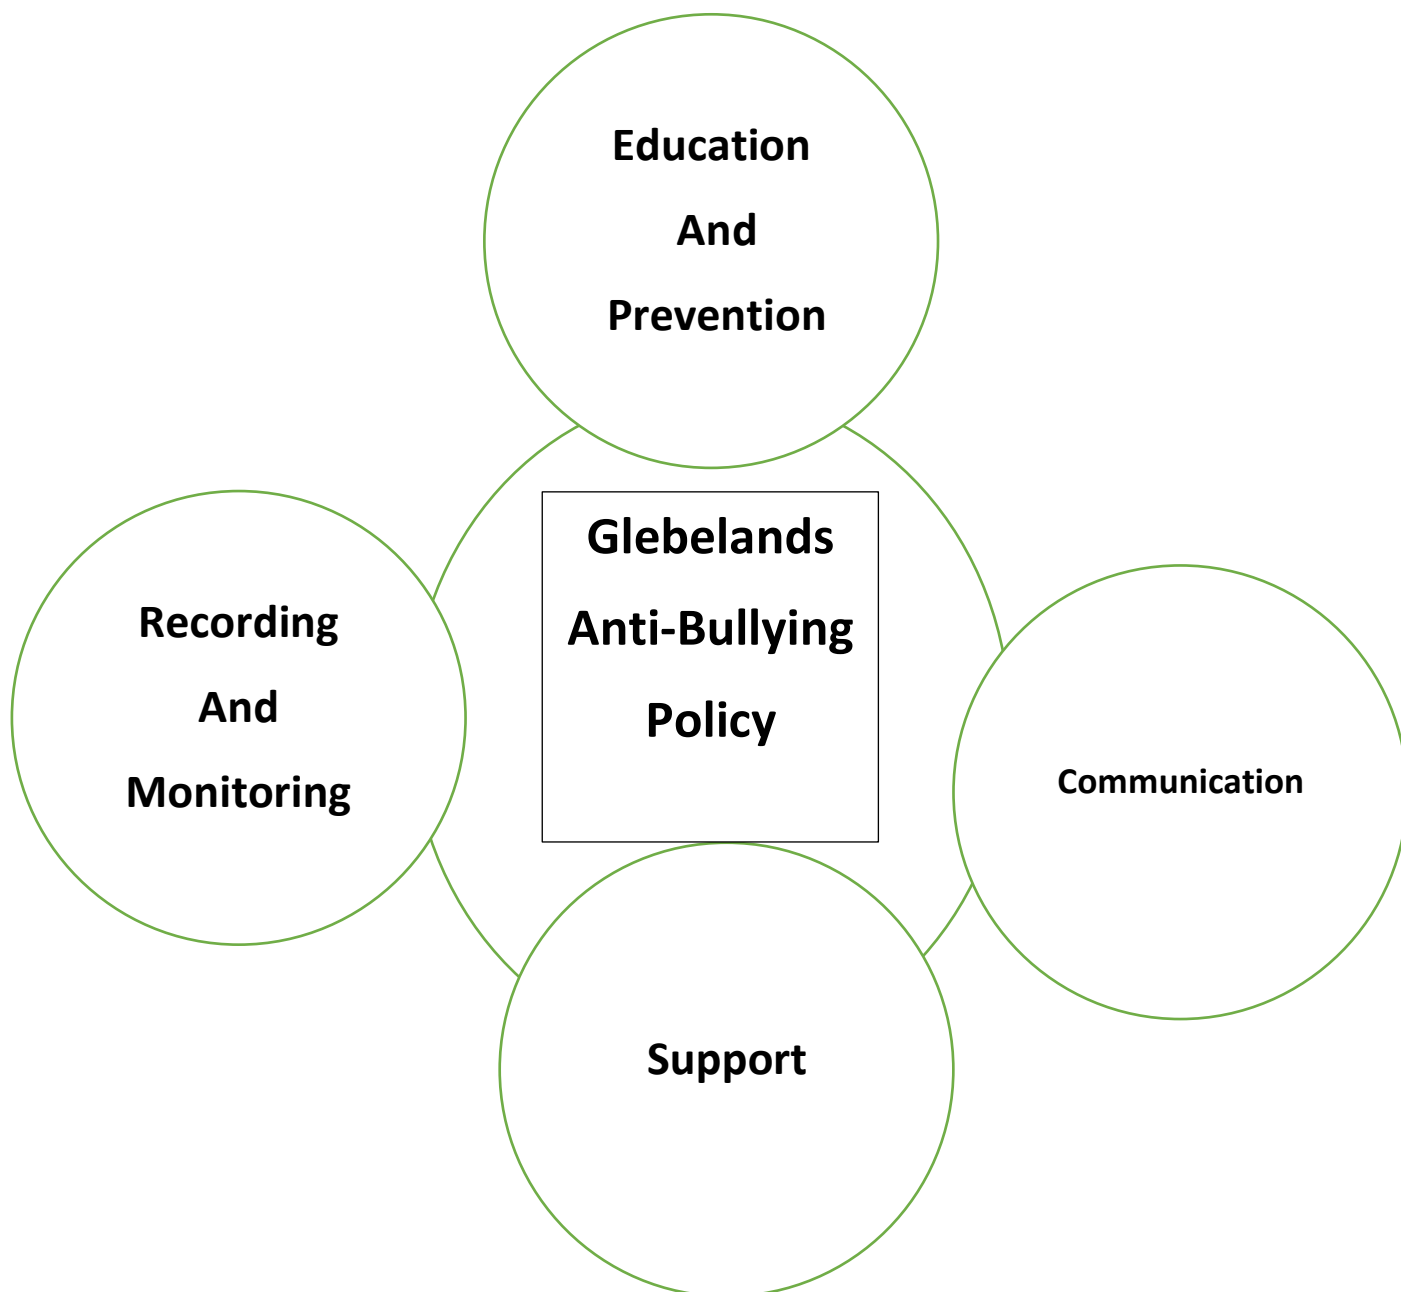 Education
And
Prevention
Glebelands
Anti-Bullying
Policy
Recording
And
Monitoring
Communication
Support